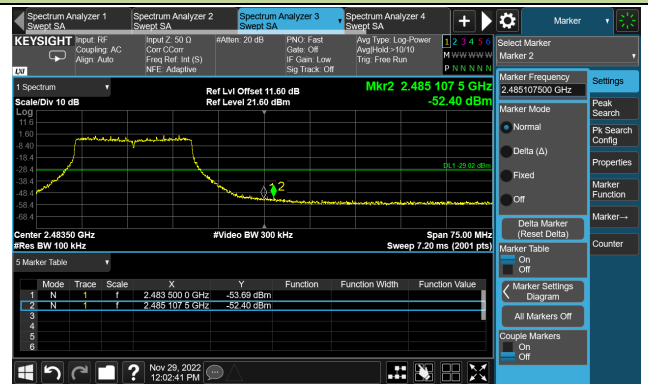 Spectrum Analyzer 1
Swept SA
Spectrum Analyzer 2
Swept SA
Spectrum Analyzer 3
Swept SA
Spectrum Analyzer 4
Swept SA
Marker
KEYSIGHT
LXI
Input: RF
Coupling: AC
Align: Auto
Input Z: 50 Ω
Corr CCorr
Freq Ref: Int (S)
NFE: Adaptive
#Atten: 20 dB
PNO: Fast
Gate: Off
IF Gain: Low
Sig Track: Off
Avg Type: Log-Power
Avg|Hold:>10/10
Trig: Free Run
1 2 3 4 5 6
M W W W W W
P N N N N N
Select Marker
Marker 2
1 Spectrum
Scale/Div 10 dB
Log
Ref Lvl Offset 11.60 dB
Ref Level 21.60 dBm
Mkr2 2.485 107 5 GHz
-52.40 dBm
11.6
1.60
-8.40
-18.4
-28.4
-38.4
-48.4
-58.4
-68.4
DL1 -29.02 dBm
2
Center 2.48350 GHz
#Res BW 100 kHz
#Video BW 300 kHz
Span 75.00 MHz
Sweep 7.20 ms (2001 pts)
5 Marker Table
Mode Trace Scale X Y Function Function Width Function Value
1 N 1 f 2.483 500 0 GHz -53.69 dBm
2 N 1 f 2.485 107 5 GHz -52.40 dBm
3
4
5
6
Marker Frequency
2.485107500 GHz
Marker Mode
Normal
Delta (Δ)
Fixed
Off
Delta Marker
(Reset Delta)
Marker Table
On
Off
Marker Settings
Diagram
All Markers Off
Couple Markers
On
Off
Settings
Peak
Search
Pk Search
Config
Properties
Marker
Function
Marker→
Counter
?
Nov 29, 2022
12:02:41 PM